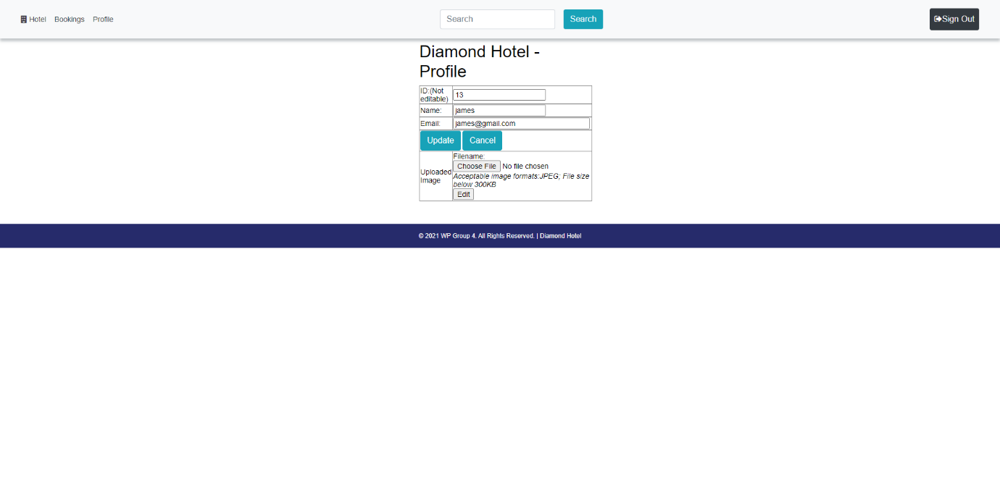 Hotel Bookings Profile Search Search Sign Out
Diamond Hotel -
Profile
ID:(Not
editable) 13
Name: james
Email: james@gmail.com
Update Cancel
Uploaded
Image
Filename:
Choose File No file chosen
Acceptable image formats:JPEG; File size
below 300KB
Edit
© 2021 WP Group 4. All Rights Reserved. | Diamond Hotel